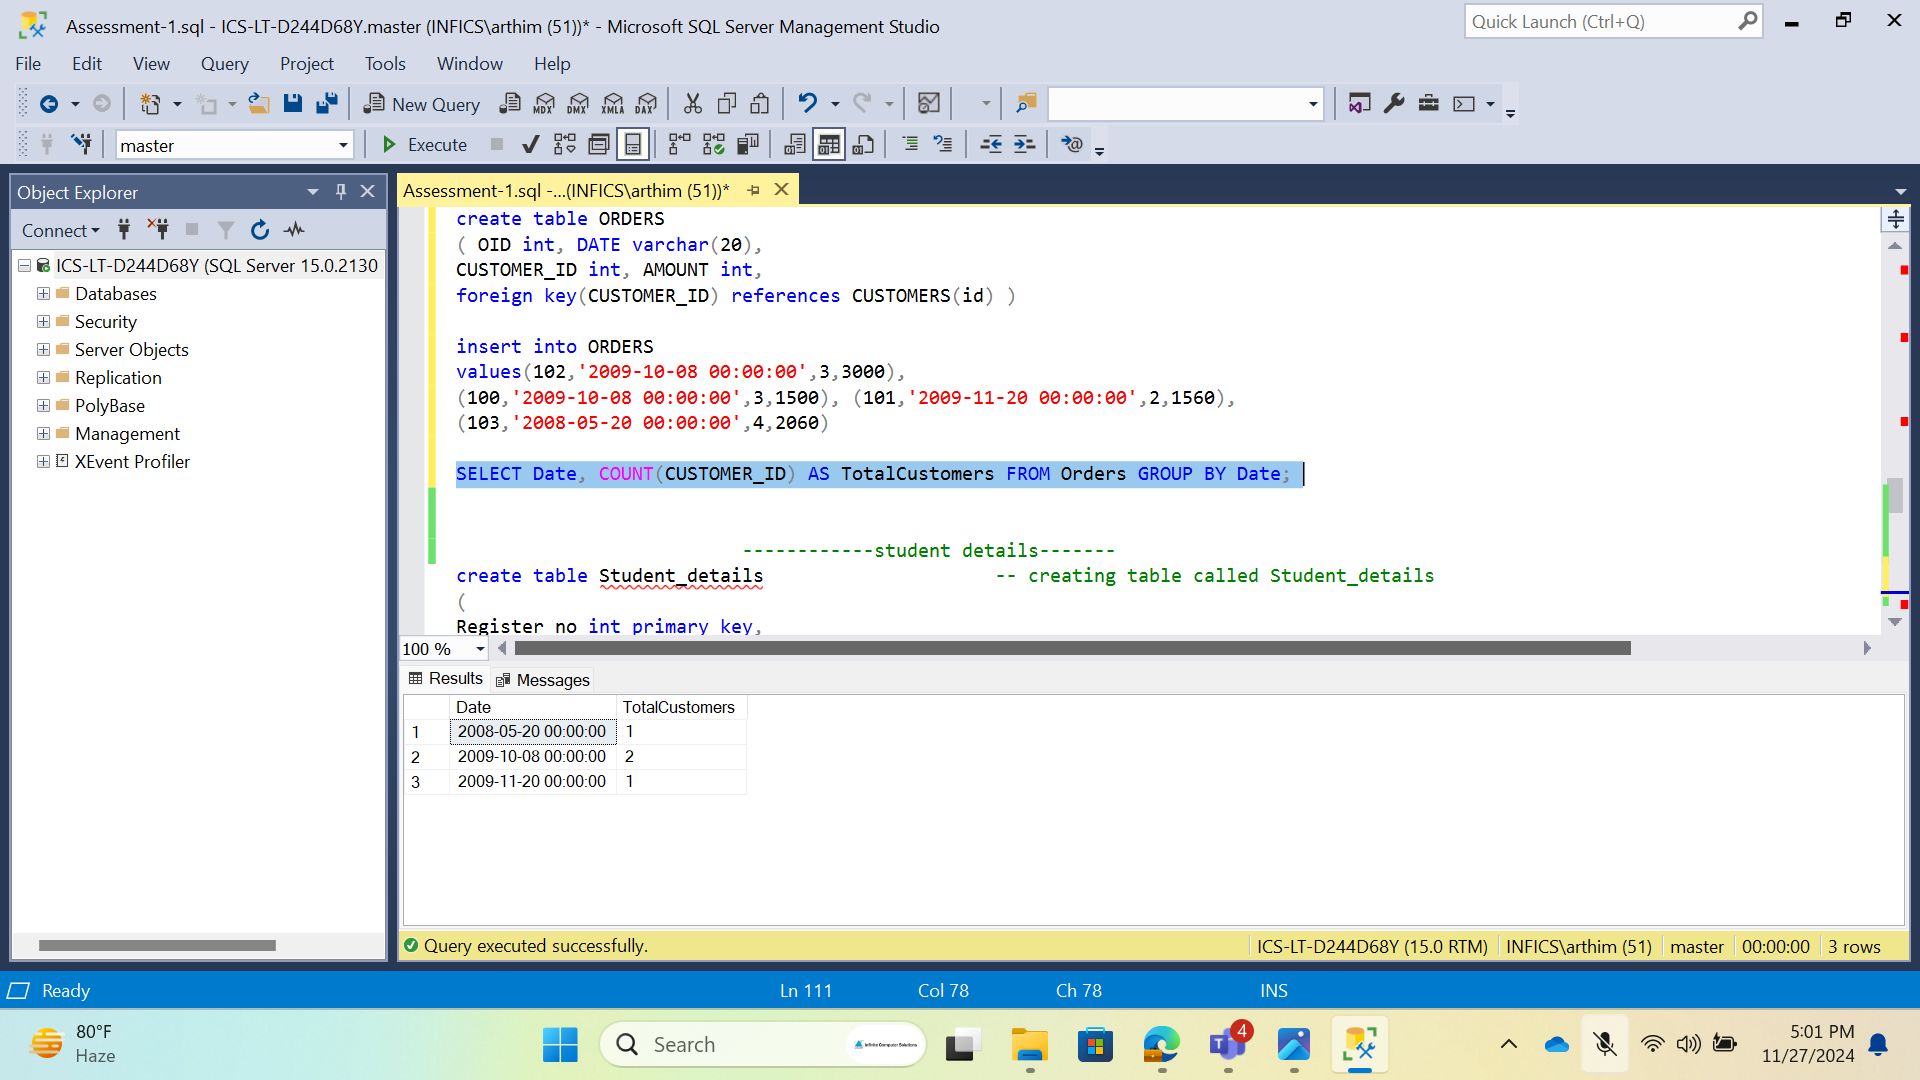 Assessment-1.sql - ICS-LT-D244D68Y.master (INFICS\arthim (51))* - Microsoft SQL Server Management Studio
Quick Launch (Ctrl+Q)
File Edit View Query Project Tools Window Help
New Query MDX DMX XMLA DAX
master Execute
Object Explorer
Assessment-1.sql -...(INFICS\arthim (51))*
Connect
ICS-LT-D244D68Y (SQL Server 15.0.2130
Databases
Security
Server Objects
Replication
PolyBase
Management
XEvent Profiler
create table ORDERS
( OID int, DATE varchar(20),
CUSTOMER_ID int, AMOUNT int,
foreign key(CUSTOMER_ID) references CUSTOMERS(id) )
insert into ORDERS
values(102,'2009-10-08 00:00:00',3,3000),
(100,'2009-10-08 00:00:00',3,1500), (101,'2009-11-20 00:00:00',2,1560),
(103,'2008-05-20 00:00:00',4,2060)
SELECT Date, COUNT(CUSTOMER_ID) AS TotalCustomers FROM Orders GROUP BY Date;
------------student details-------
create table Student_details -- creating table called Student_details
(
Register_no int primary key,
100 %
Results Messages
Date TotalCustomers
1 2008-05-20 00:00:00 1
2 2009-10-08 00:00:00 2
3 2009-11-20 00:00:00 1
Query executed successfully. ICS-LT-D244D68Y (15.0 RTM) INFICS\arthim (51) master 00:00:00 3 rows
Ready Ln 111 Col 78 Ch 78 INS
80°F
Haze
Search
Infinite Computer Solutions
4
5:01 PM
11/27/2024